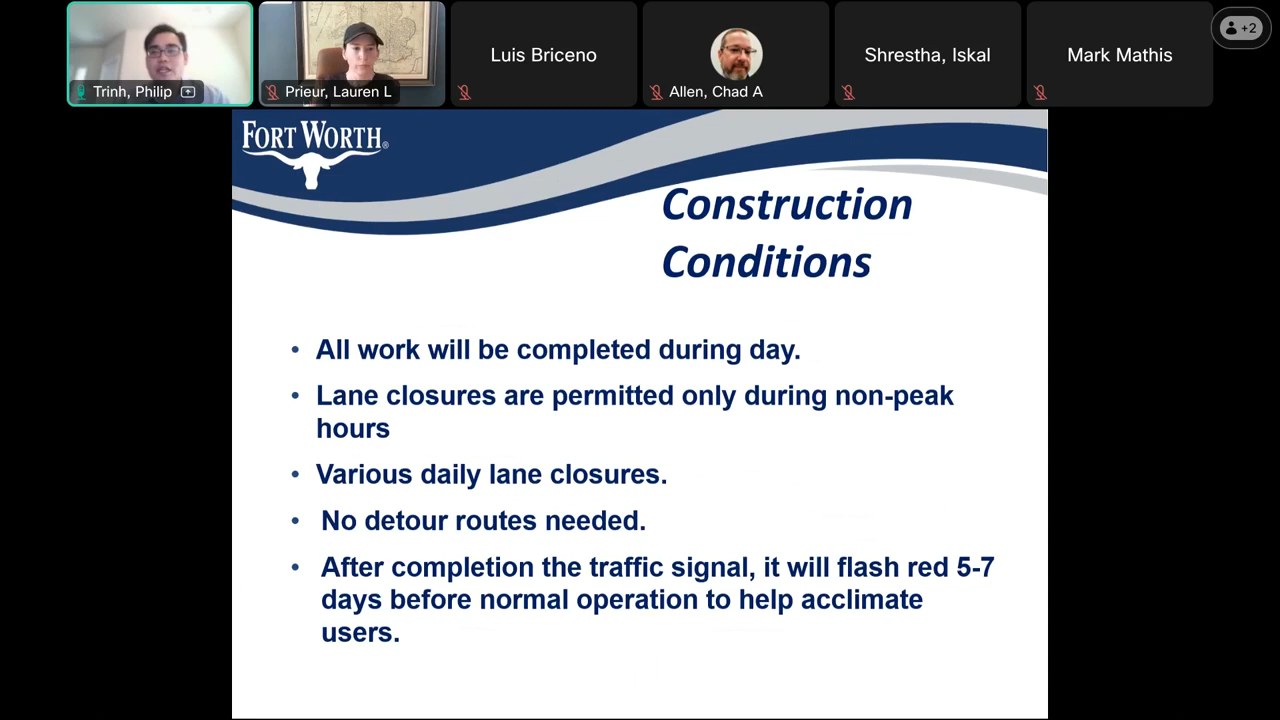 Trinh, Philip
Prieur, Lauren L
Luis Briceno
Allen, Chad A
Shrestha, Iskal
Mark Mathis
+2
FORT WORTH®
Construction
Conditions
• All work will be completed during day.
• Lane closures are permitted only during non-peak
hours
• Various daily lane closures.
• No detour routes needed.
• After completion the traffic signal, it will flash red 5-7
days before normal operation to help acclimate
users.